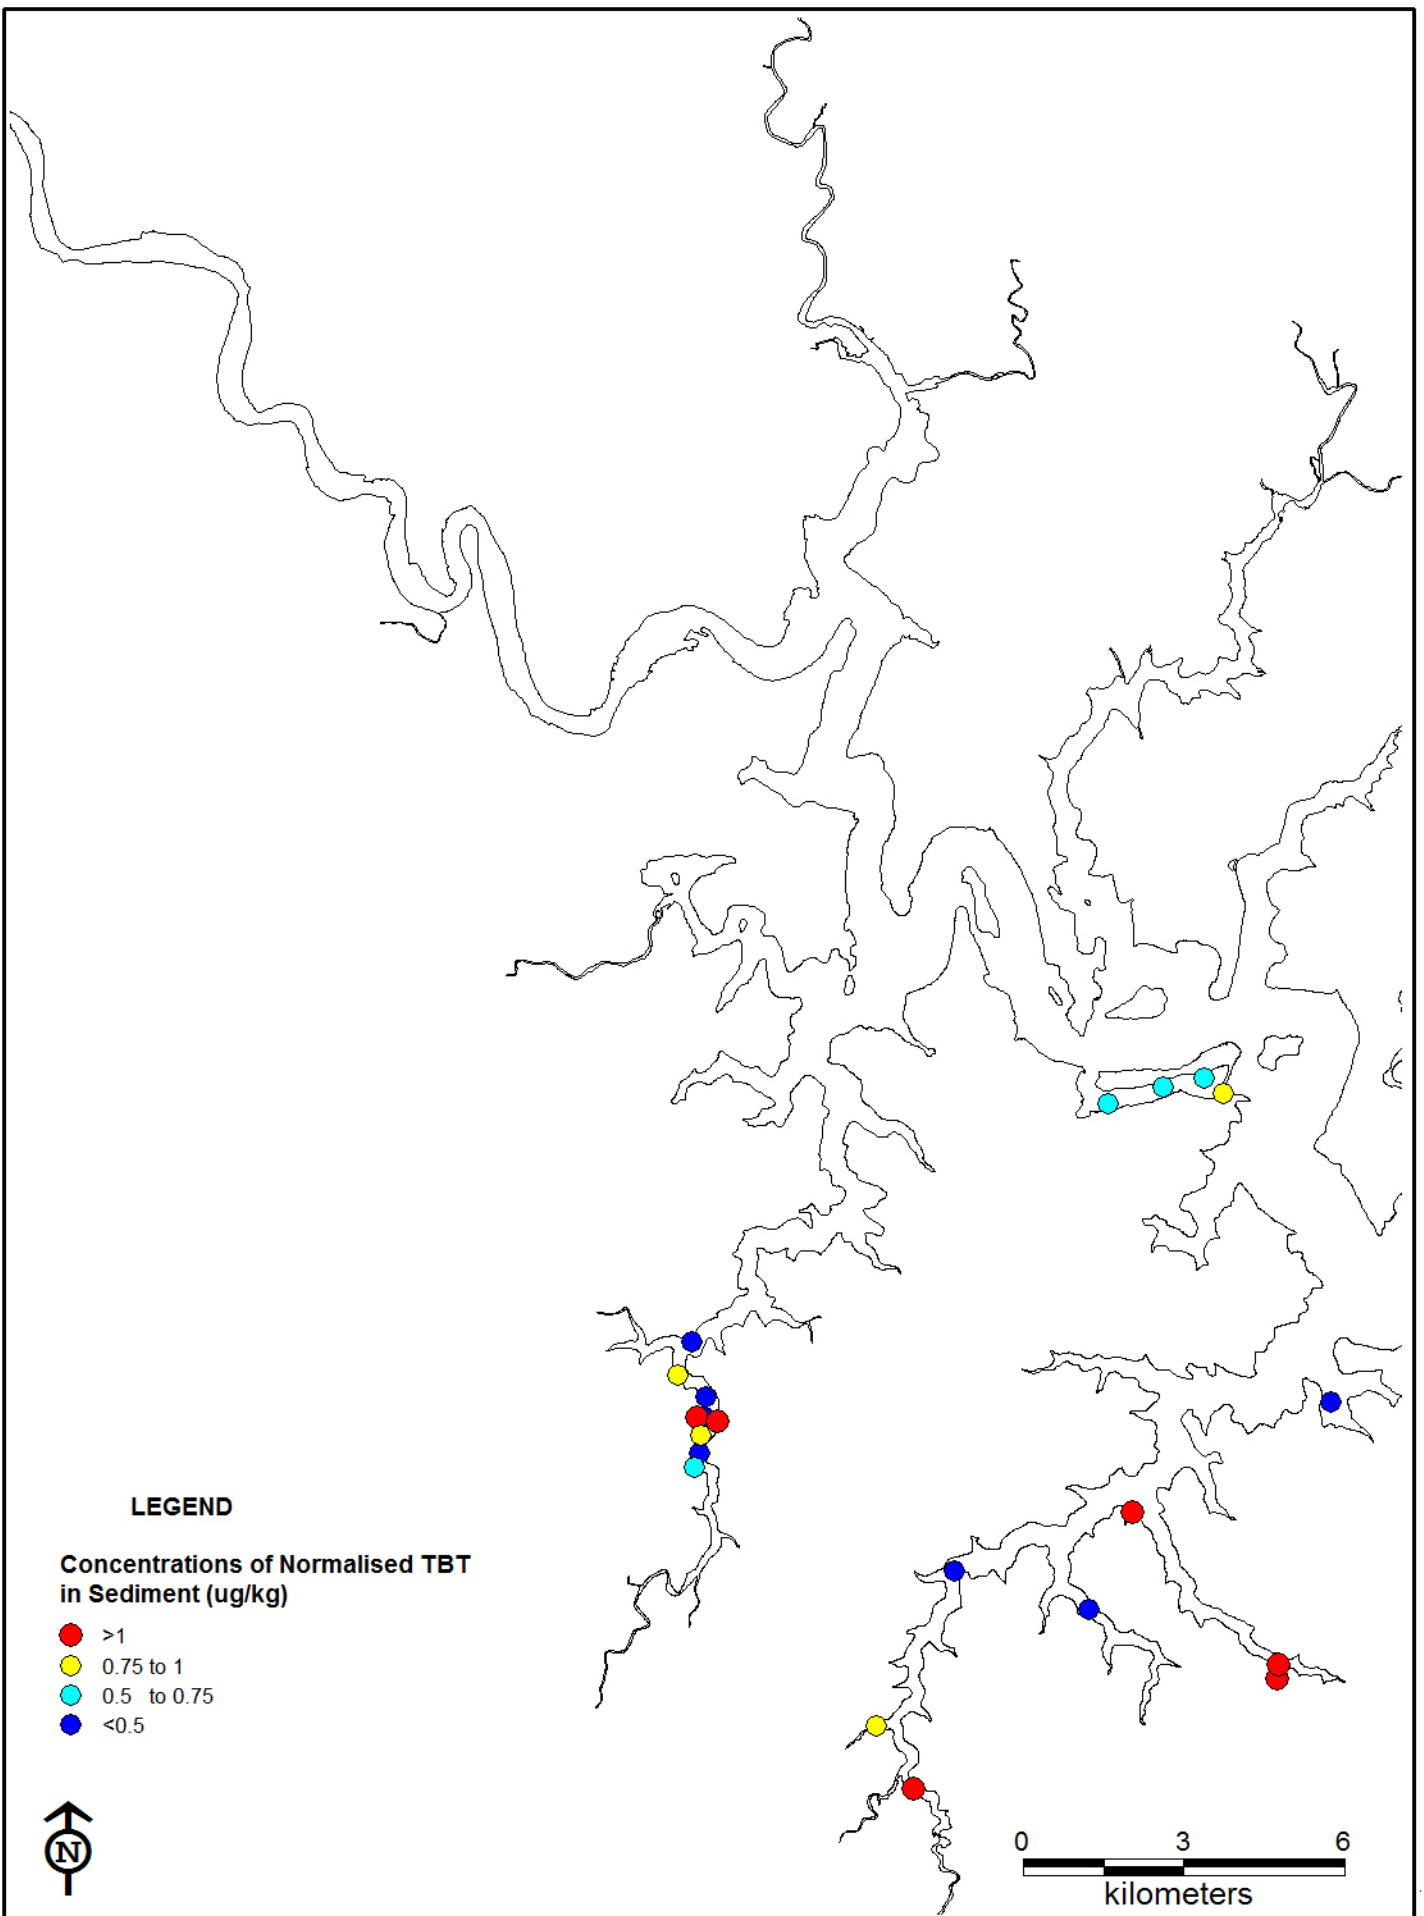 LEGEND
Concentrations of Normalised TBT
in Sediment (ug/kg)
>1
0.75 to 1
0.5 to 0.75
<0.5
N
0 3 6
kilometers